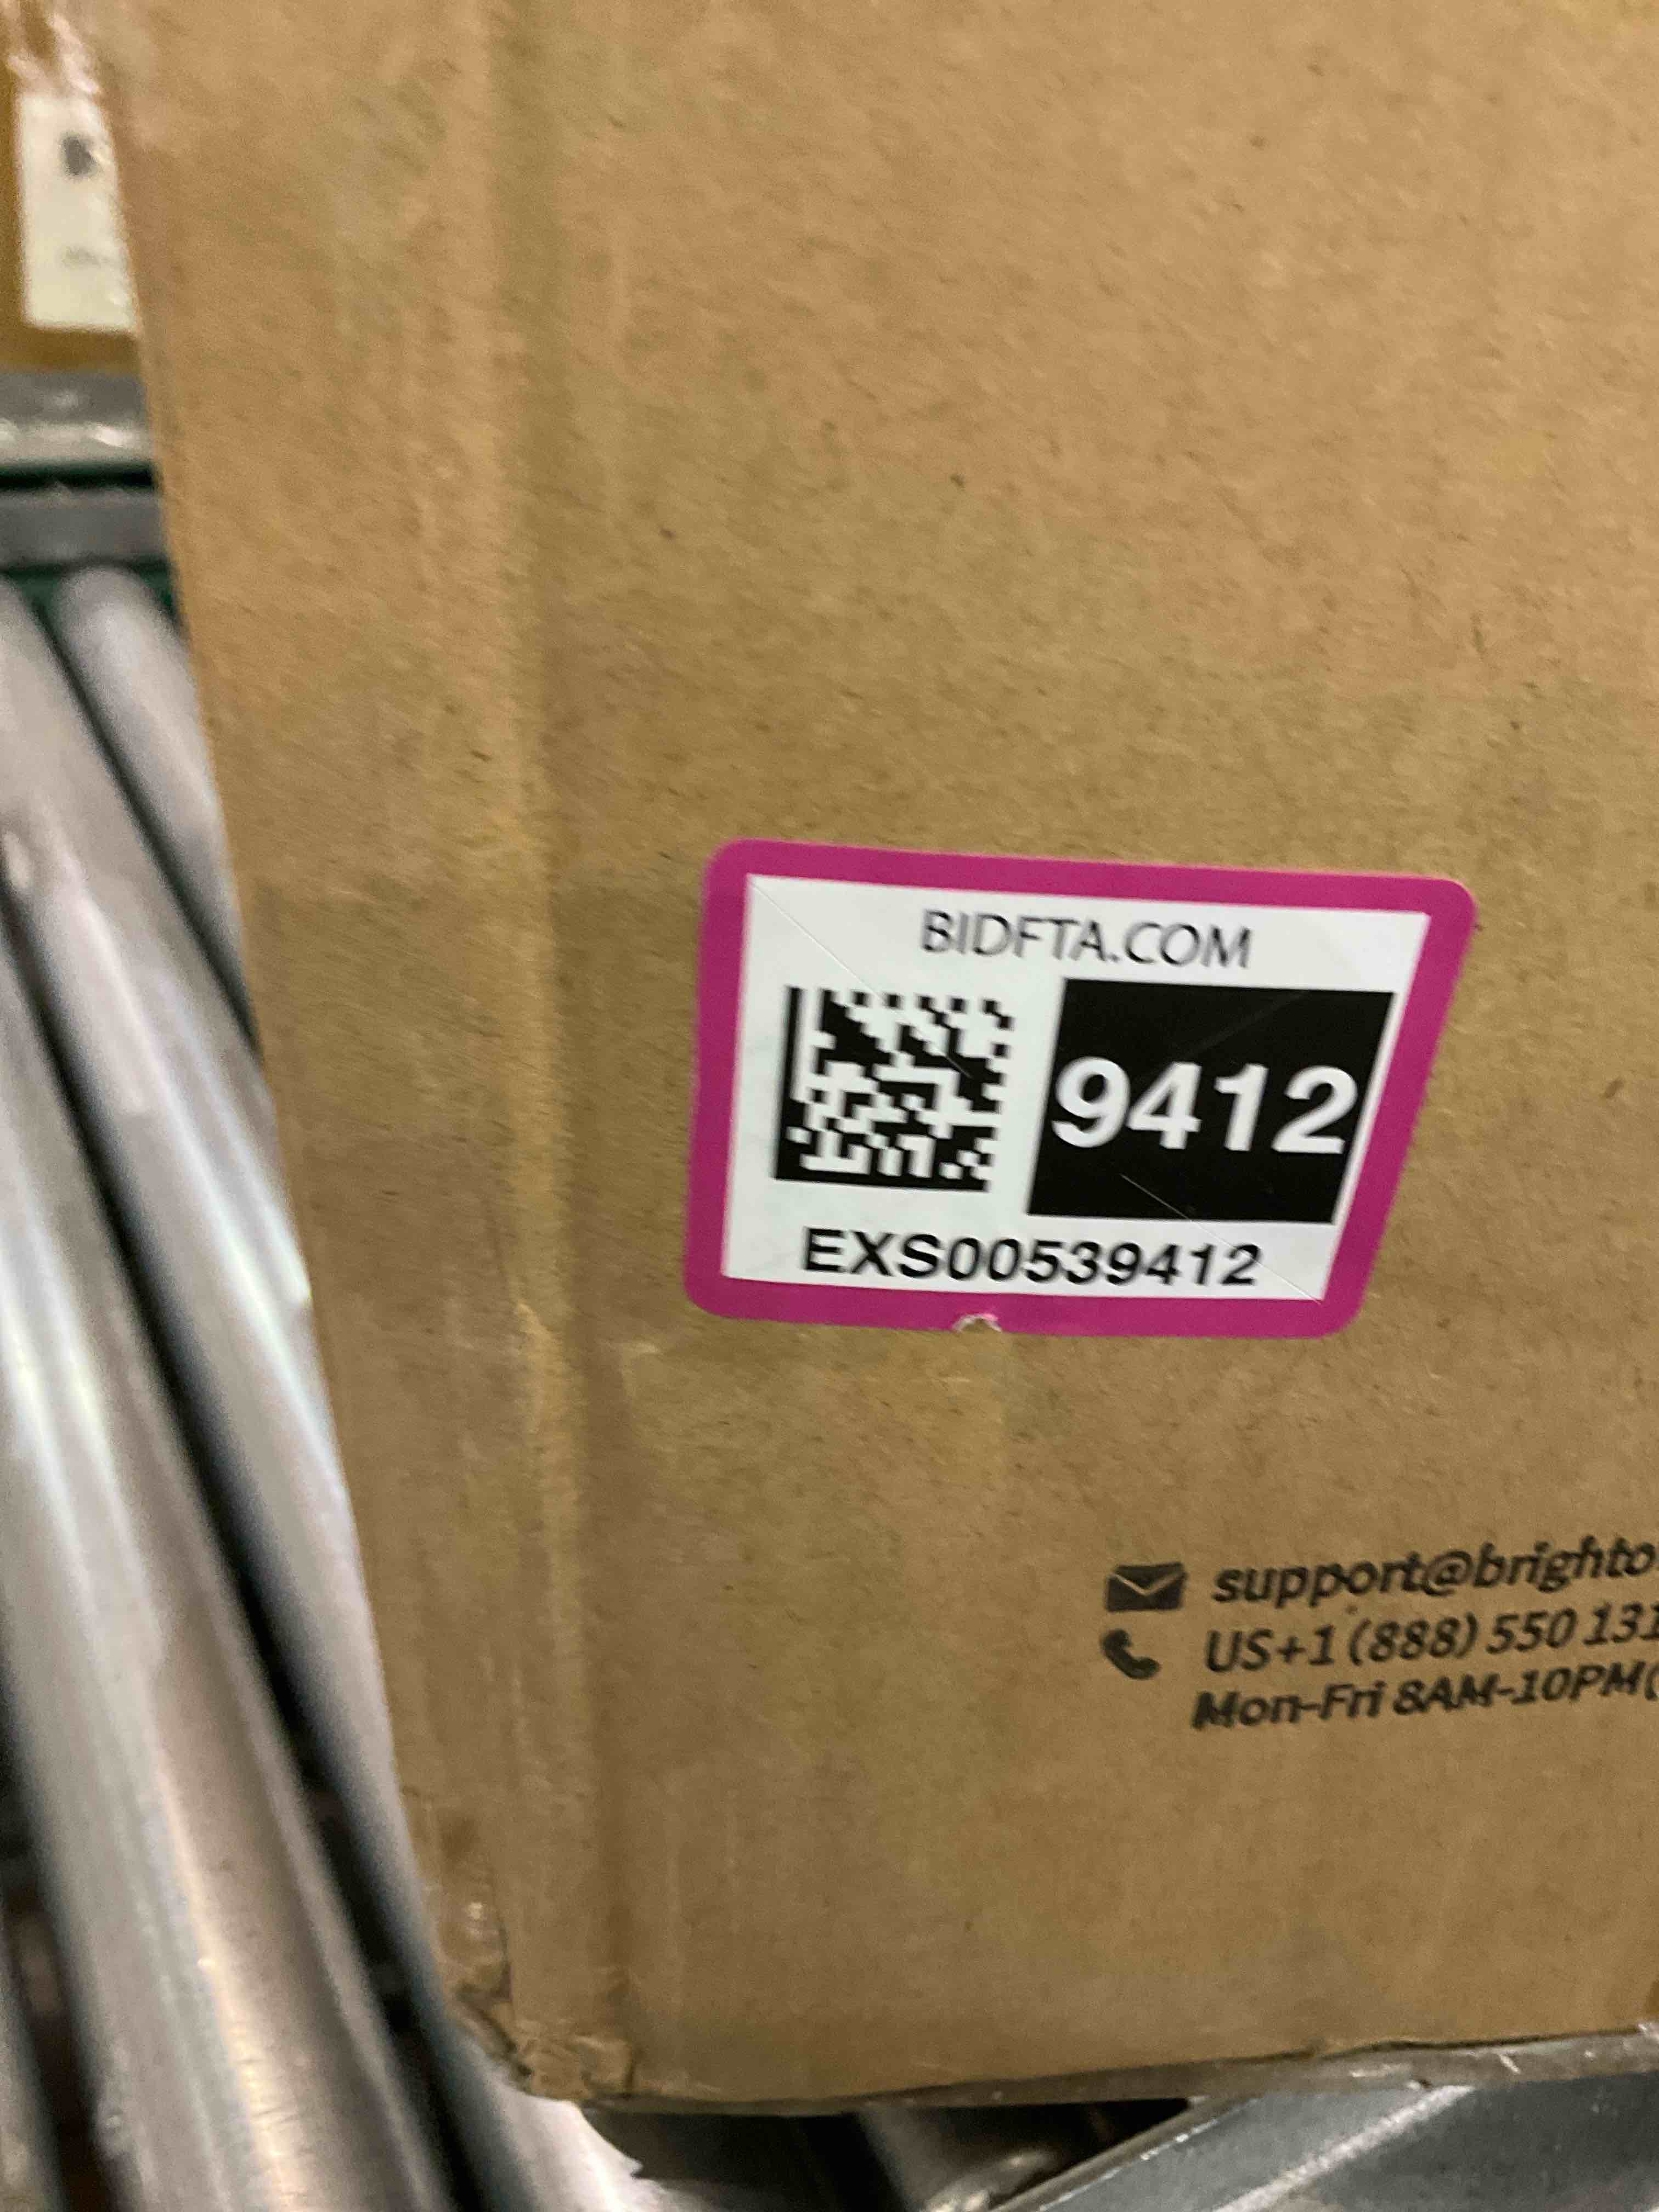 BIDFTA.COM
9412
EXS00539412
support@brighto
US+1 (888) 550 131
Mon-Fri 8AM-10PM(